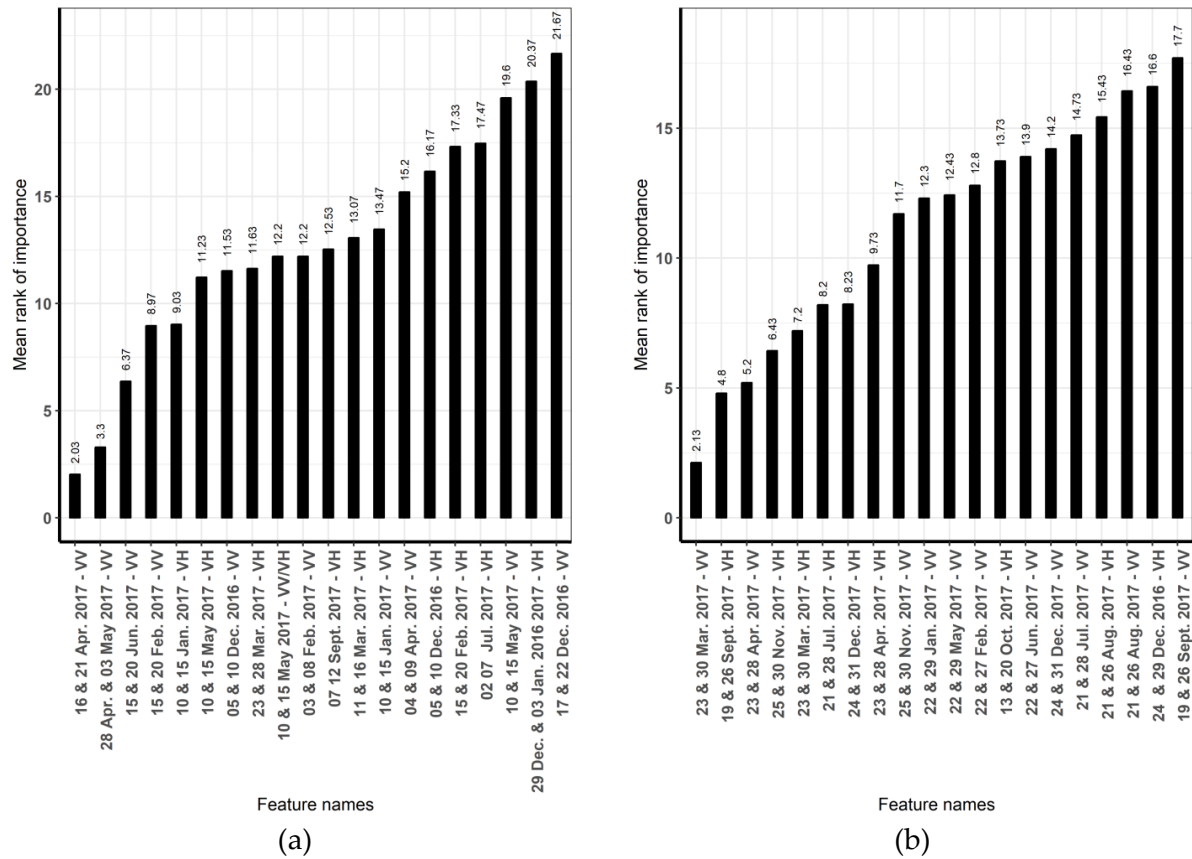 Mean rank of importance
20
15
10
5
0
2.03
3.3
6.37
8.97
9.03
11.23
11.53
11.63
12.2
12.2
12.53
13.07
13.47
15.2
16.17
17.33
17.47
19.6
20.37
21.67
16 & 21 Apr. 2017 - VV
28 Apr. & 03 May 2017 - VV
15 & 20 Jun. 2017 - VV
15 & 20 Feb. 2017 - VV
10 & 15 Jan. 2017 - VH
10 & 15 May 2017 - VH
05 & 10 Dec. 2016 - VV
23 & 28 Mar. 2017 - VH
10 & 15 May 2017 - VV/VH
03 & 08 Feb. 2017 - VV
07 12 Sept. 2017 - VH
11 & 16 Mar. 2017 - VH
10 & 15 Jan. 2017 - VV
04 & 09 Apr. 2017 - VV
05 & 10 Dec. 2016 - VH
15 & 20 Feb. 2017 - VH
02 07 Jul. 2017 - VH
10 & 15 May 2017 - VV
29 Dec. & 03 Jan. 2016 2017 - VH
17 & 22 Dec. 2016 - VV
Feature names
(a)
Mean rank of importance
15
10
5
0
2.13
4.8
5.2
6.43
7.2
8.2
8.23
9.73
11.7
12.3
12.43
12.8
13.73
13.9
14.2
14.73
15.43
16.43
16.6
17.7
23 & 30 Mar. 2017 - VV
19 & 26 Sept. 2017 - VH
23 & 28 Apr. 2017 - VV
25 & 30 Nov. 2017 - VH
23 & 30 Mar. 2017 - VH
21 & 28 Jul. 2017 - VH
24 & 31 Dec. 2017 - VH
23 & 28 Apr. 2017 - VH
25 & 30 Nov. 2017 - VV
22 & 29 Jan. 2017 - VV
22 & 29 May 2017 - VV
22 & 27 Feb. 2017 - VH
13 & 20 Oct. 2017 - VH
22 & 27 Jun. 2017 - VV
24 & 31 Dec. 2017 - VV
21 & 28 Jul. 2017 - VV
21 & 26 Aug. 2017 - VH
21 & 26 Aug. 2017 - VV
24 & 29 Dec. 2016 - VH
19 & 26 Sept. 2017 - VV
Feature names
(b)